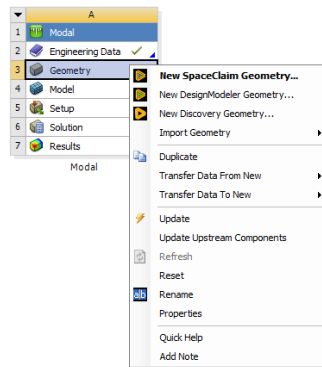 A
1 Modal
2 Engineering Data
3 Geometry
4 Model
5 Setup
6 Solution
7 Results
Modal
New SpaceClaim Geometry...
New DesignModeler Geometry...
New Discovery Geometry...
Import Geometry
Duplicate
Transfer Data From New
Transfer Data To New
Update
Update Upstream Components
Refresh
Reset
a|b Rename
Properties
Quick Help
Add Note